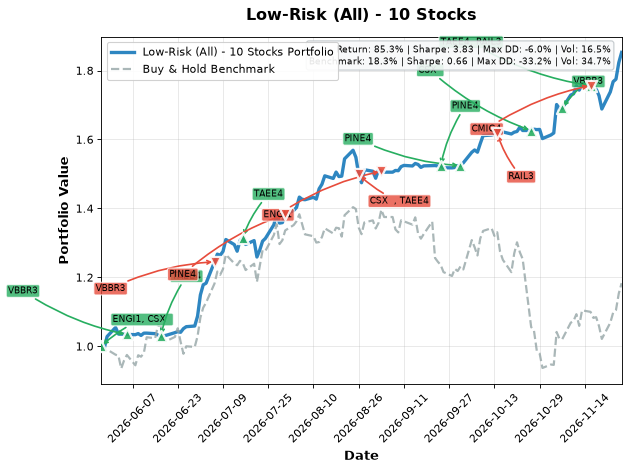 Low-Risk (All) - 10 Stocks
Low-Risk (All) - 10 Stocks Portfolio
Buy & Hold Benchmark
Return: 85.3% | Sharpe: 3.83 | Max DD: -6.0% | Vol: 16.5%
Benchmark: 18.3% | Sharpe: 0.66 | Max DD: -33.2% | Vol: 34.7%
VBBR3
PINE4
PINE4
CMIG4
RAIL3
TAEE4
CSX , TAEE4
VBBR3
VBBR3
PINE4
ENGI1, CSX
1.8
1.6
1.4
1.2
1.0
Portfolio Value
2026-06-07
2026-06-23
2026-07-09
2026-07-25
2026-08-10
2026-08-26
2026-09-11
2026-09-27
2026-10-13
2026-10-29
2026-11-14
Date